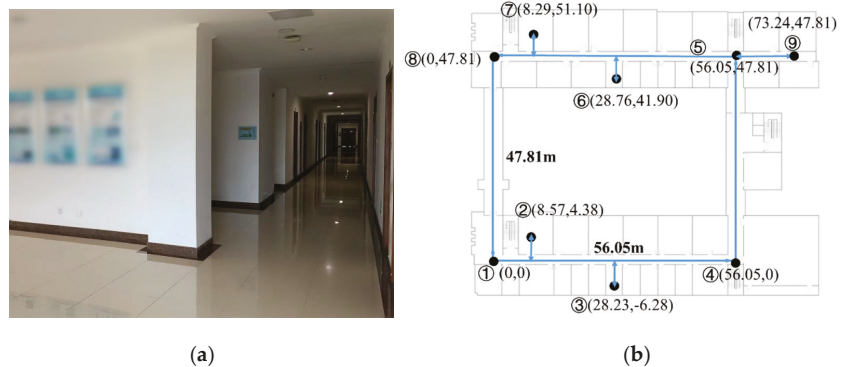 ⑦(8.29,51.10)
(73.24,47.81)
⑧(0,47.81)
⑤
⑨
(56.05,47.81)
⑥(28.76,41.90)
47.81m
②(8.57,4.38)
56.05m
①(0,0)
④(56.05,0)
③(28.23,-6.28)
(a)
(b)